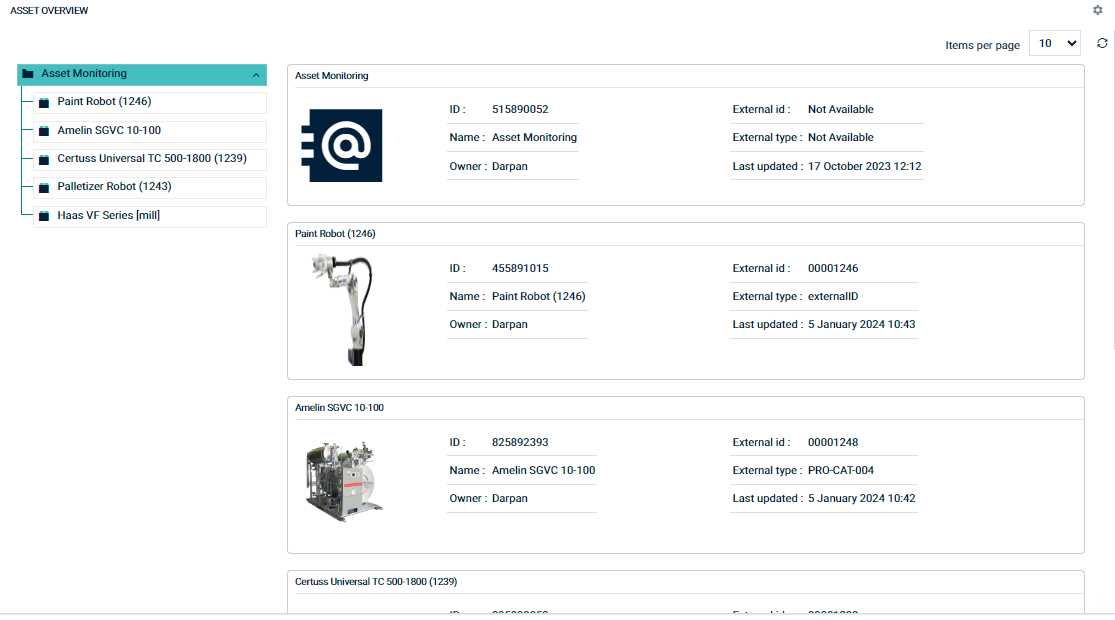 ASSET OVERVIEW
Items per page 10
Asset Monitoring
Paint Robot (1246)
Amelin SGVC 10-100
Certuss Universal TC 500-1800 (1239)
Palletizer Robot (1243)
Haas VF Series [mill]
Asset Monitoring
@
ID : 515890052 External id : Not Available
Name : Asset Monitoring External type : Not Available
Owner : Darpan Last updated : 17 October 2023 12:12
Paint Robot (1246)
ID : 455891015 External id : 00001246
Name : Paint Robot (1246) External type : externalID
Owner : Darpan Last updated : 5 January 2024 10:43
Amelin SGVC 10-100
ID : 825892393 External id : 00001248
Name : Amelin SGVC 10-100 External type : PRO-CAT-004
Owner : Darpan Last updated : 5 January 2024 10:42
Certuss Universal TC 500-1800 (1239)
ID : External id :